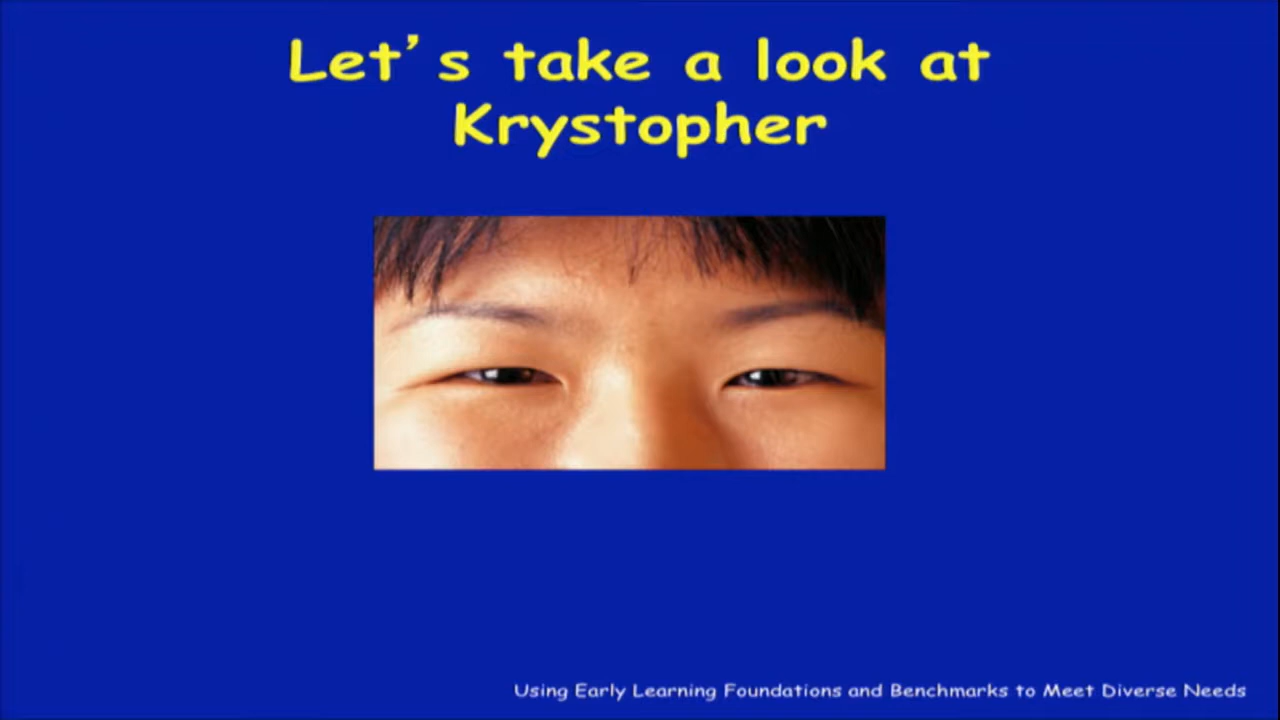 Let's take a look at
Krystopher
Using Early Learning Foundations and Benchmarks to Meet Diverse Needs